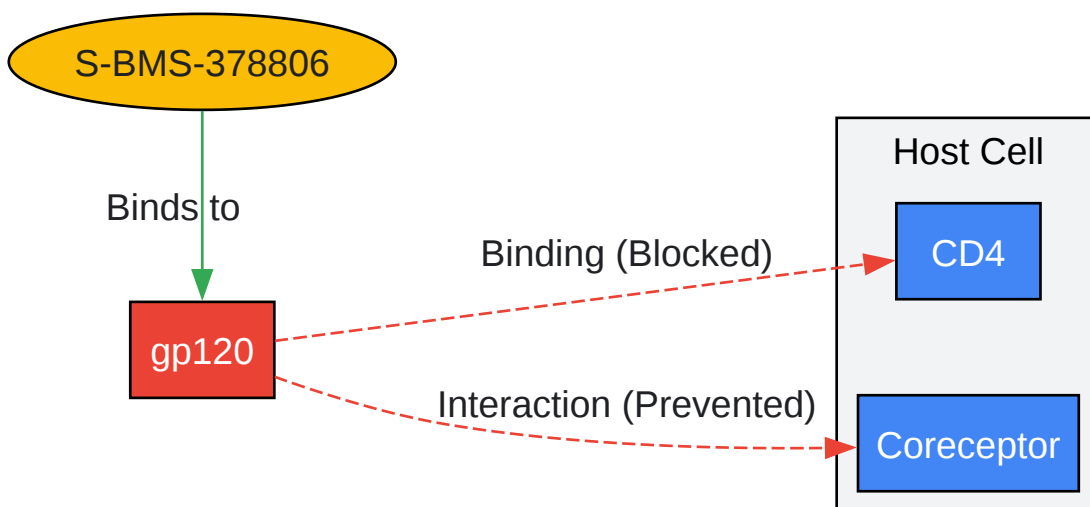 S-BMS-378806
Host Cell
Binds to
Binding (Blocked)
CD4
gp120
Interaction (Prevented)
Coreceptor